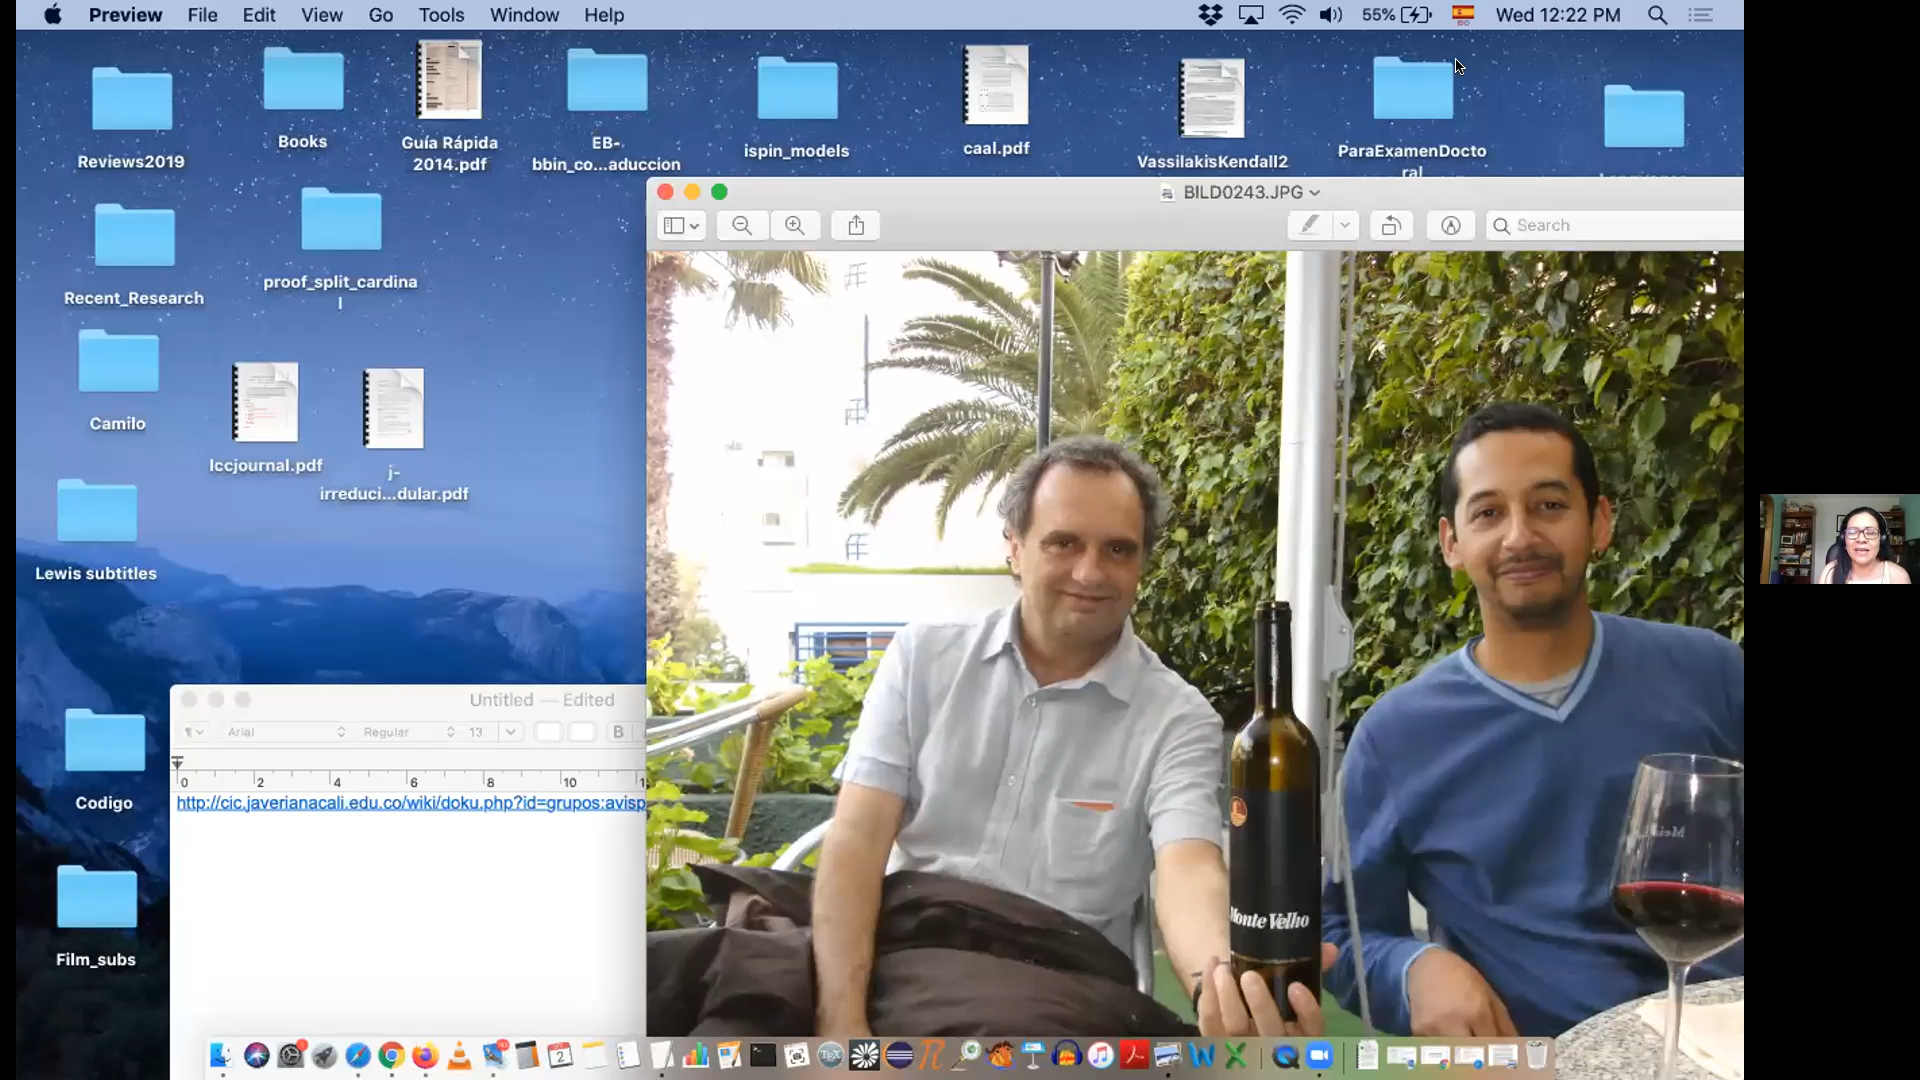 Preview File Edit View Go Tools Window Help
55% Wed 12:22 PM
Reviews2019
Books
Guía Rápida
2014.pdf
EB-
bbin_co...aduccion
ispin_models
caal.pdf
VassilakisKendall2
ParaExamenDocto
ral
Recent_Research
proof_split_cardina
l
Camilo
lccjournal.pdf
j-
irreduci...dular.pdf
Lewis subtitles
Codigo
Film_subs
BILD0243.JPG
Search
Untitled — Edited
Arial Regular 13 B
0 2 4 6 8 10
http://cic.javerianacali.edu.co/wiki/doku.php?id=grupos:avisp
Monte Velho
2